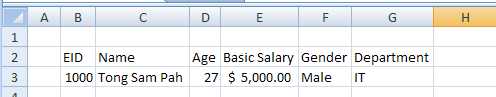 A B C D E F G H
1
2 EID Name Age Basic Salary Gender Department
3 1000 Tong Sam Pah 27 $ 5,000.00 Male IT